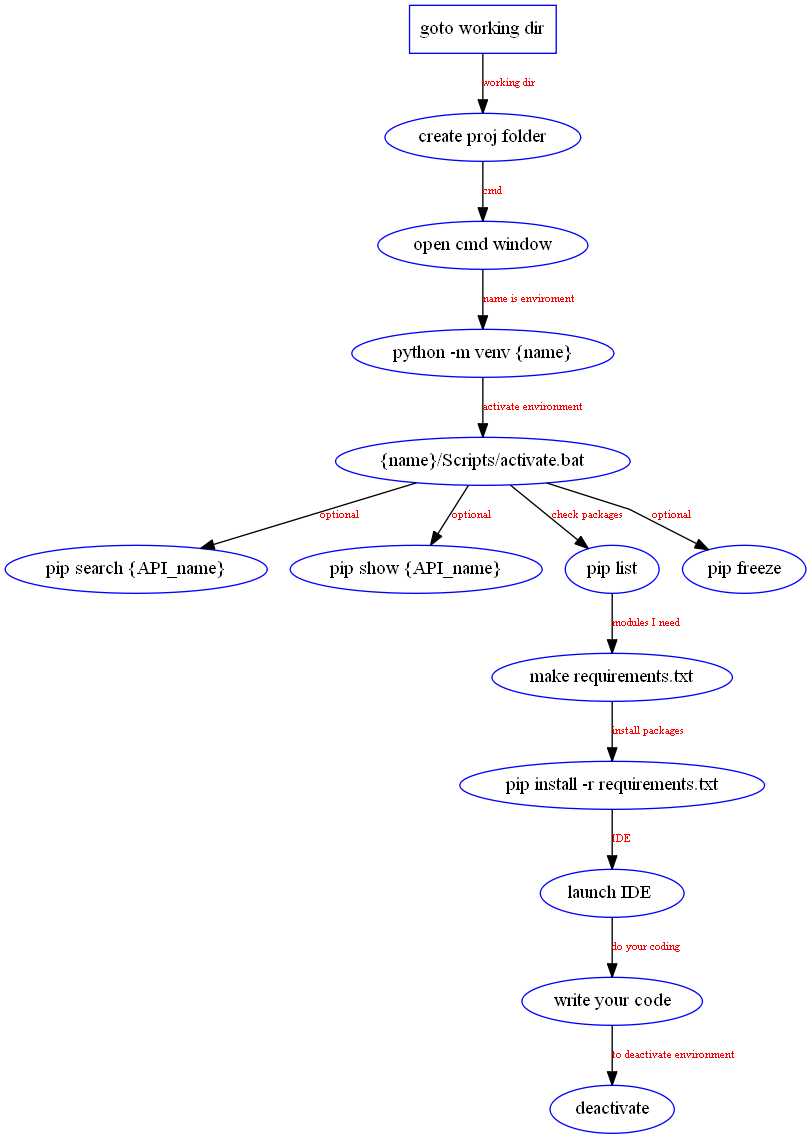 goto working dir
working dir
create proj folder
cmd
open cmd window
name is enviroment
python -m venv {name}
activate environment
{name}/Scripts/activate.bat
optional
optional
check packages
optional
pip search {API_name}
pip show {API_name}
pip list
pip freeze
modules I need
make requirements.txt
install packages
pip install -r requirements.txt
IDE
launch IDE
do your coding
write your code
to deactivate environment
deactivate